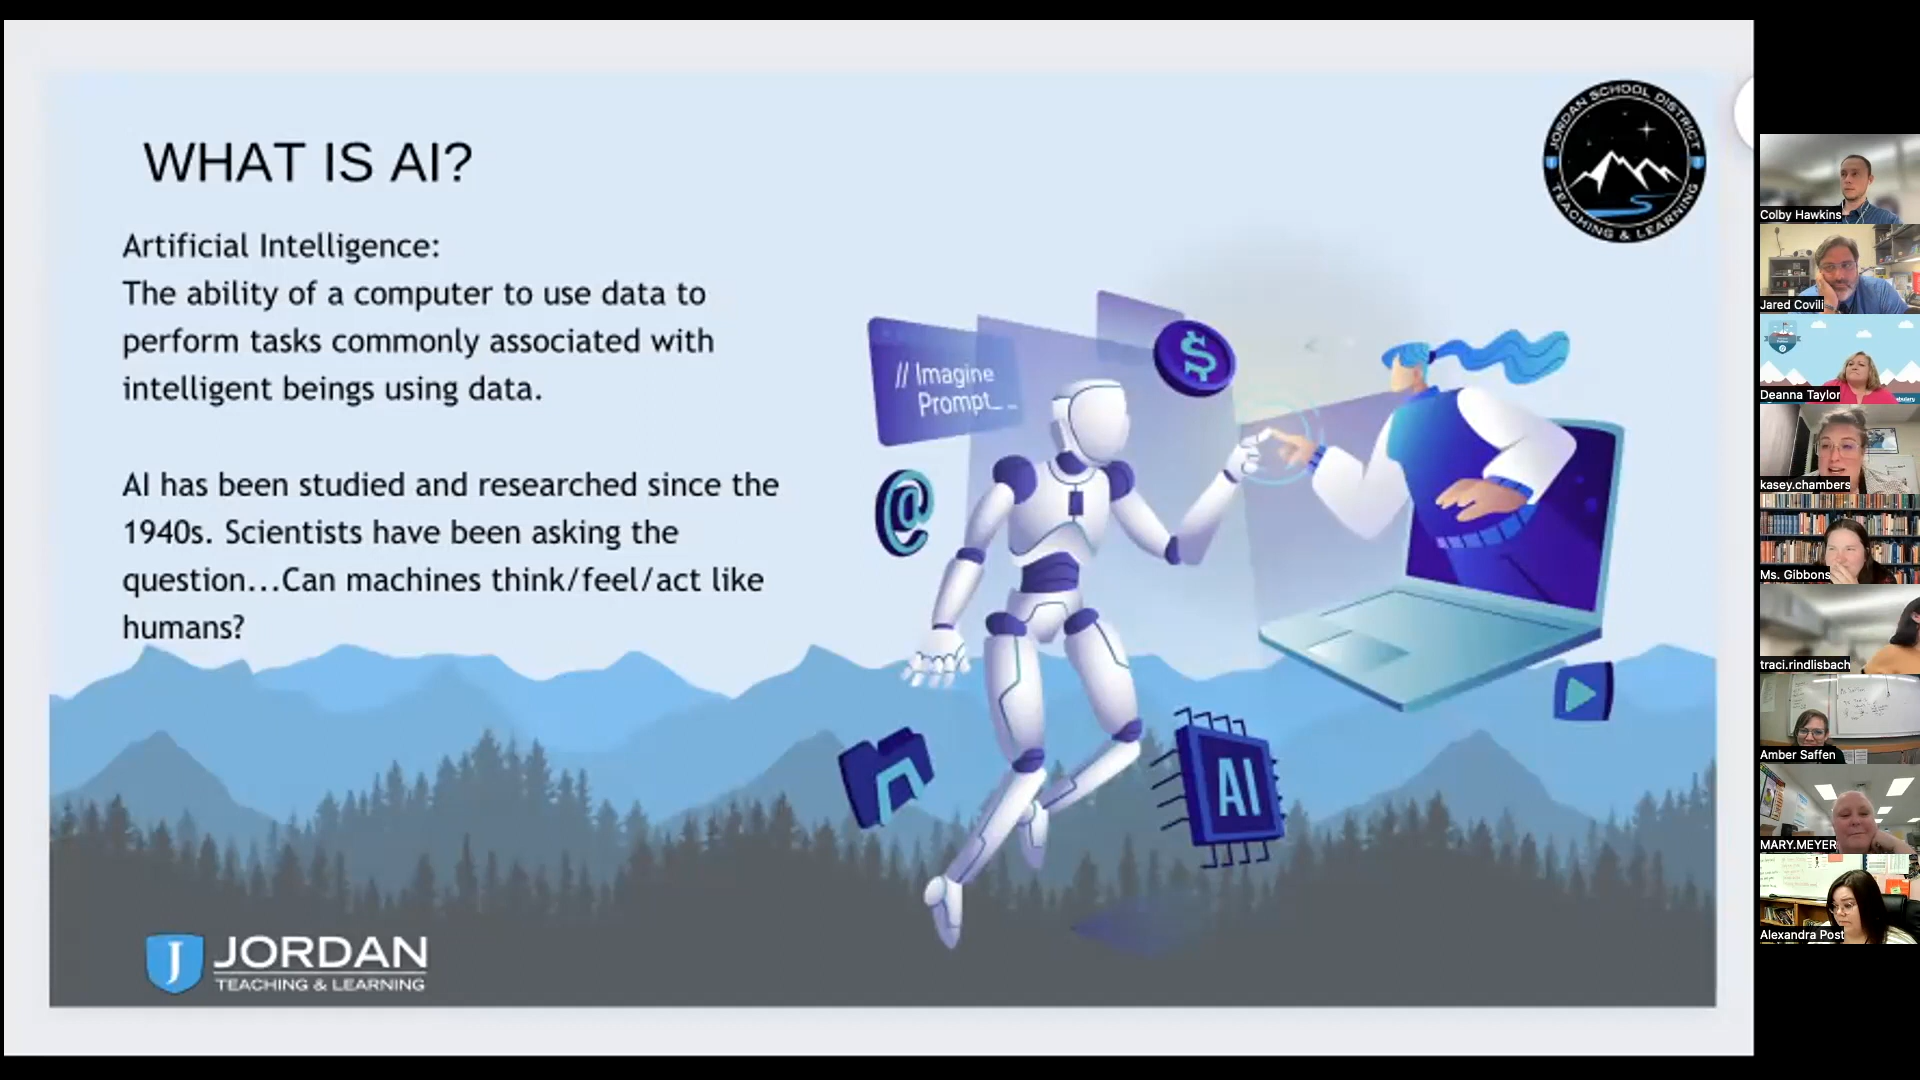 WHAT IS AI?
Artificial Intelligence:
The ability of a computer to use data to
perform tasks commonly associated with
intelligent beings using data.
AI has been studied and researched since the
1940s. Scientists have been asking the
question...Can machines think/feel/act like
humans?
JORDAN SCHOOL DISTRICT
TEACHING & LEARNING
// Imagine
Prompt_ _
$
@
AI
J JORDAN
TEACHING & LEARNING
Colby Hawkins
Jared Covili
Deanna Taylor
kasey.chambers
Ms. Gibbons
traci.rindlisbach
Amber Saffen
MARY.MEYER
Alexandra Post